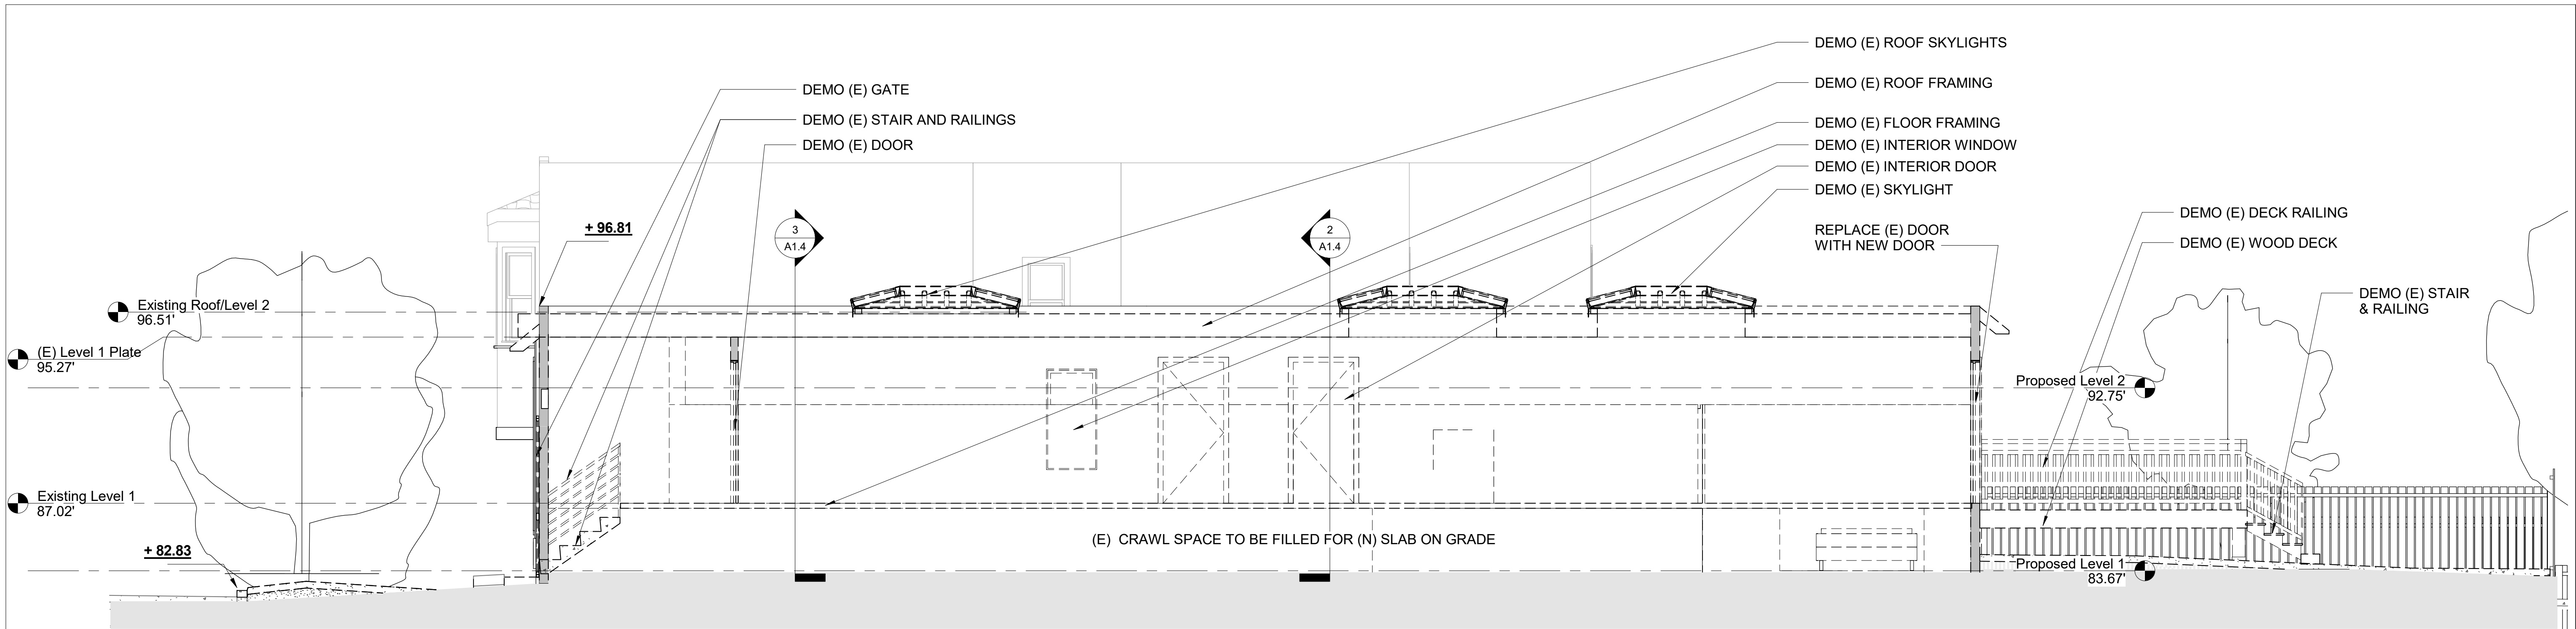 DEMO (E) GATE
DEMO (E) STAIR AND RAILINGS
DEMO (E) DOOR
DEMO (E) ROOF SKYLIGHTS
DEMO (E) ROOF FRAMING
DEMO (E) FLOOR FRAMING
DEMO (E) INTERIOR WINDOW
DEMO (E) INTERIOR DOOR
DEMO (E) SKYLIGHT
REPLACE (E) DOOR
WITH NEW DOOR
DEMO (E) DECK RAILING
DEMO (E) WOOD DECK
DEMO (E) STAIR
& RAILING
+ 96.81
3
A1.4
2
A1.4
Existing Roof/Level 2
96.51'
(E) Level 1 Plate
95.27'
Proposed Level 2
92.75'
Existing Level 1
87.02'
+ 82.83
(E) CRAWL SPACE TO BE FILLED FOR (N) SLAB ON GRADE
Proposed Level 1
83.67'